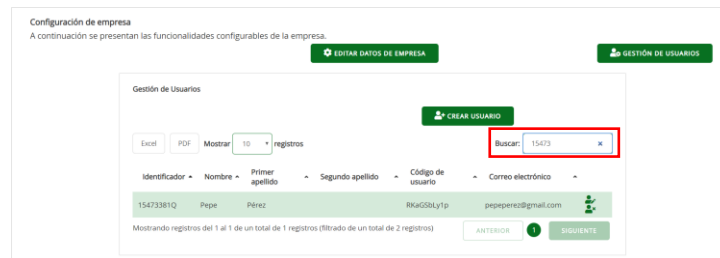 Configuración de empresa
A continuación se presentan las funcionalidades configurables de la empresa.
EDITAR DATOS DE EMPRESA
GESTIÓN DE USUARIOS
Gestión de Usuarios
CREAR USUARIO
Excel PDF Mostrar 10 registros Buscar: 15473 x
Identificador Nombre Primer apellido Segundo apellido Código de usuario Correo electrónico
15473381Q Pepe Pérez RKaGSbLy1p pepeperez@gmail.com
Mostrando registros del 1 al 1 de un total de 1 registros (filtrado de un total de 2 registros) ANTERIOR 1 SIGUIENTE